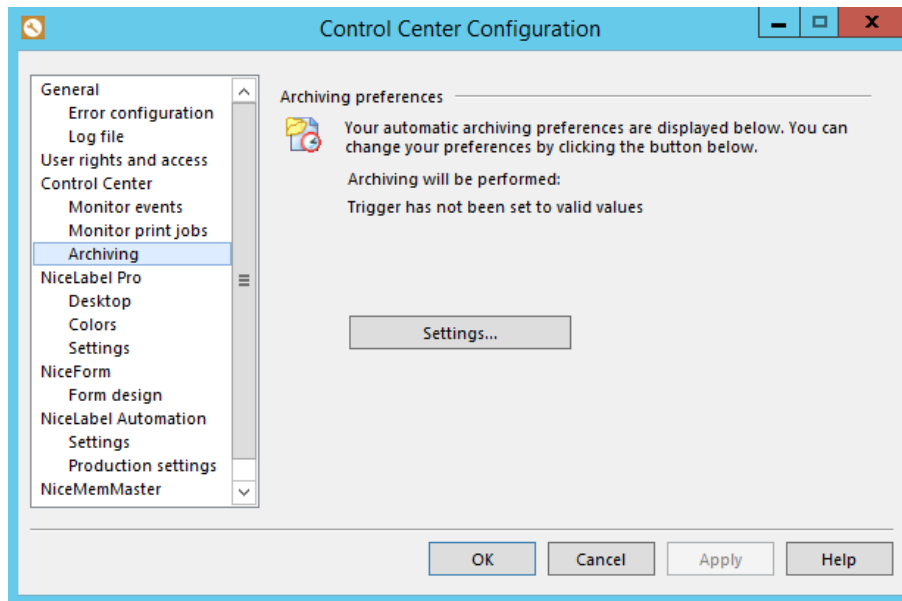 Control Center Configuration
General
Error configuration
Log file
User rights and access
Control Center
Monitor events
Monitor print jobs
Archiving
NiceLabel Pro
Desktop
Colors
Settings
NiceForm
Form design
NiceLabel Automation
Settings
Production settings
NiceMemMaster
Archiving preferences
Your automatic archiving preferences are displayed below. You can
change your preferences by clicking the button below.
Archiving will be performed:
Trigger has not been set to valid values
Settings...
OK
Cancel
Apply
Help